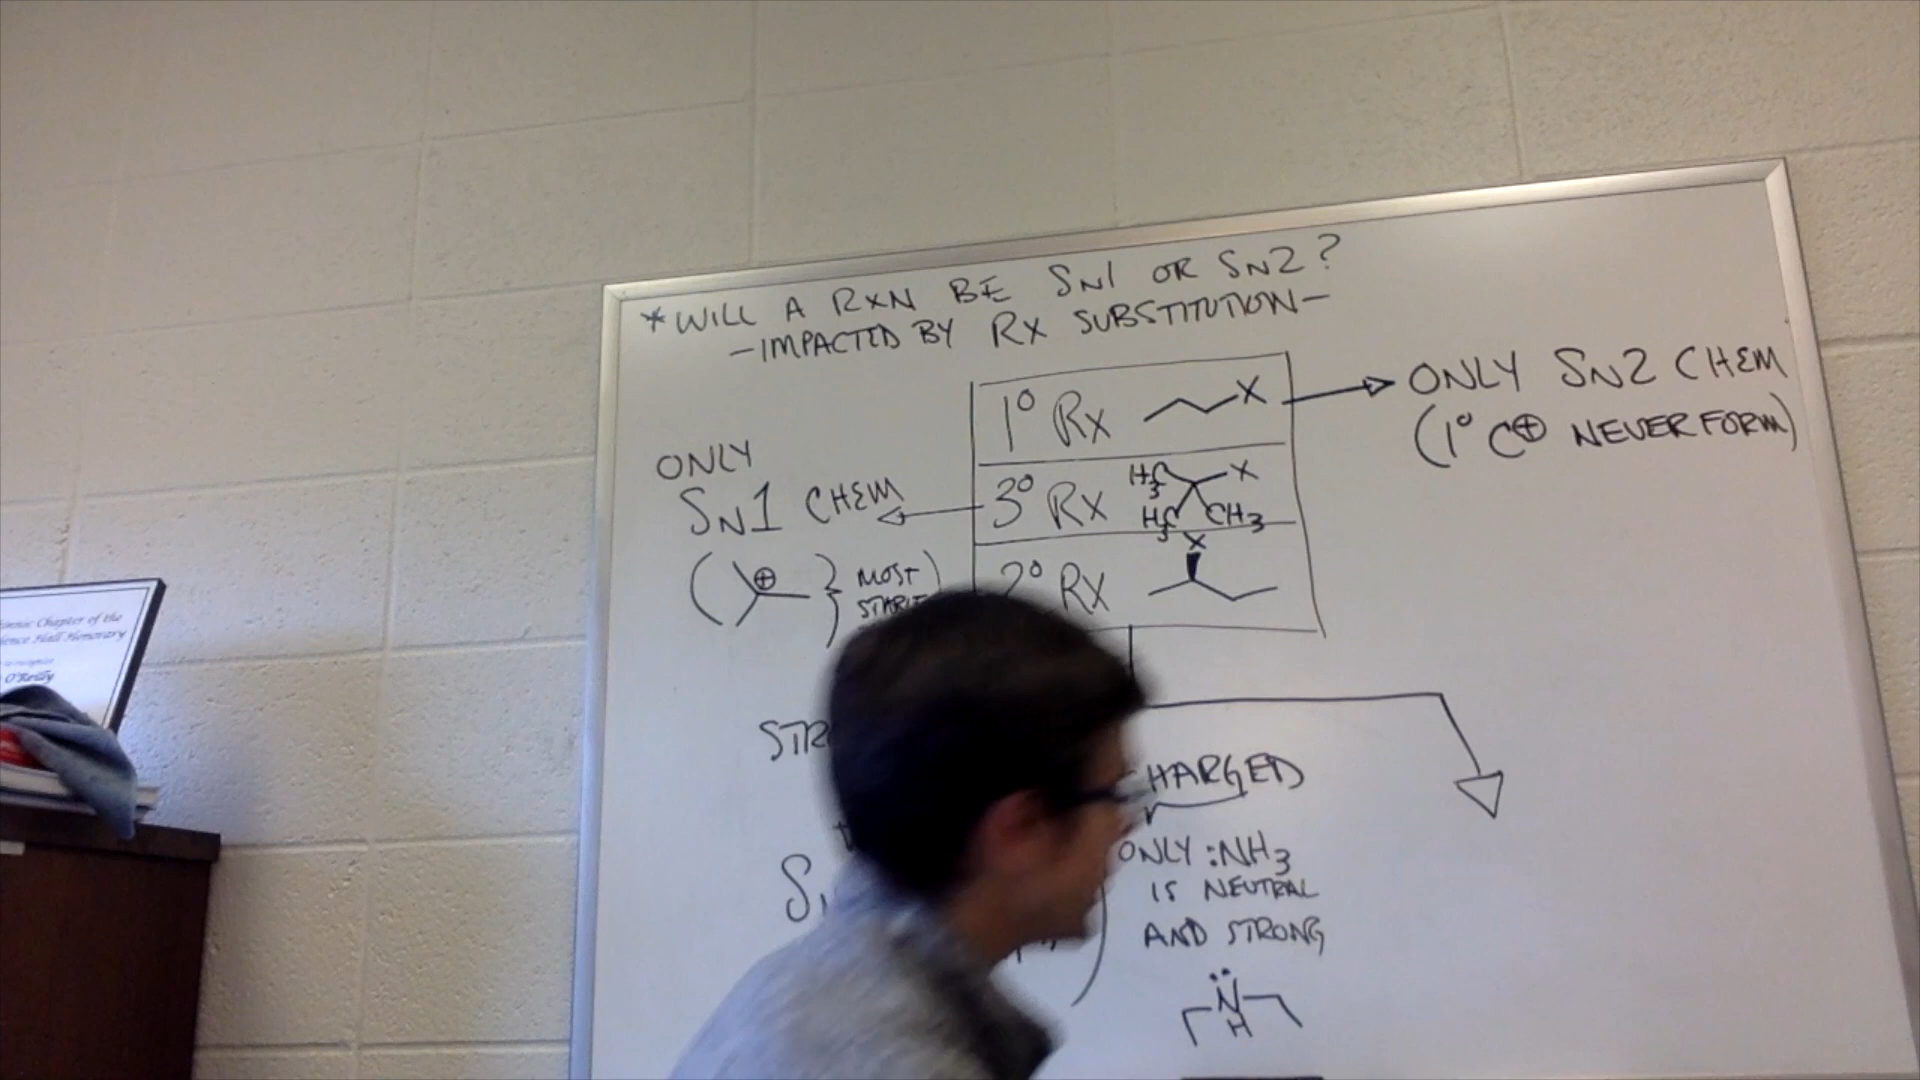 *WILL A RXN BE SN1 OR SN2?
-IMPACTED BY RX SUBSTITUTION-
1° RX
X
ONLY SN2 CHEM
(1° C⊕ NEVER FORM)
ONLY
SN1 CHEM
3° RX
H3C X
H3C CH3
(⊕} MOST
STABLE)
2° RX
X
CHARGED
ONLY :NH3
IS NEUTRAL
AND STRONG
N
H